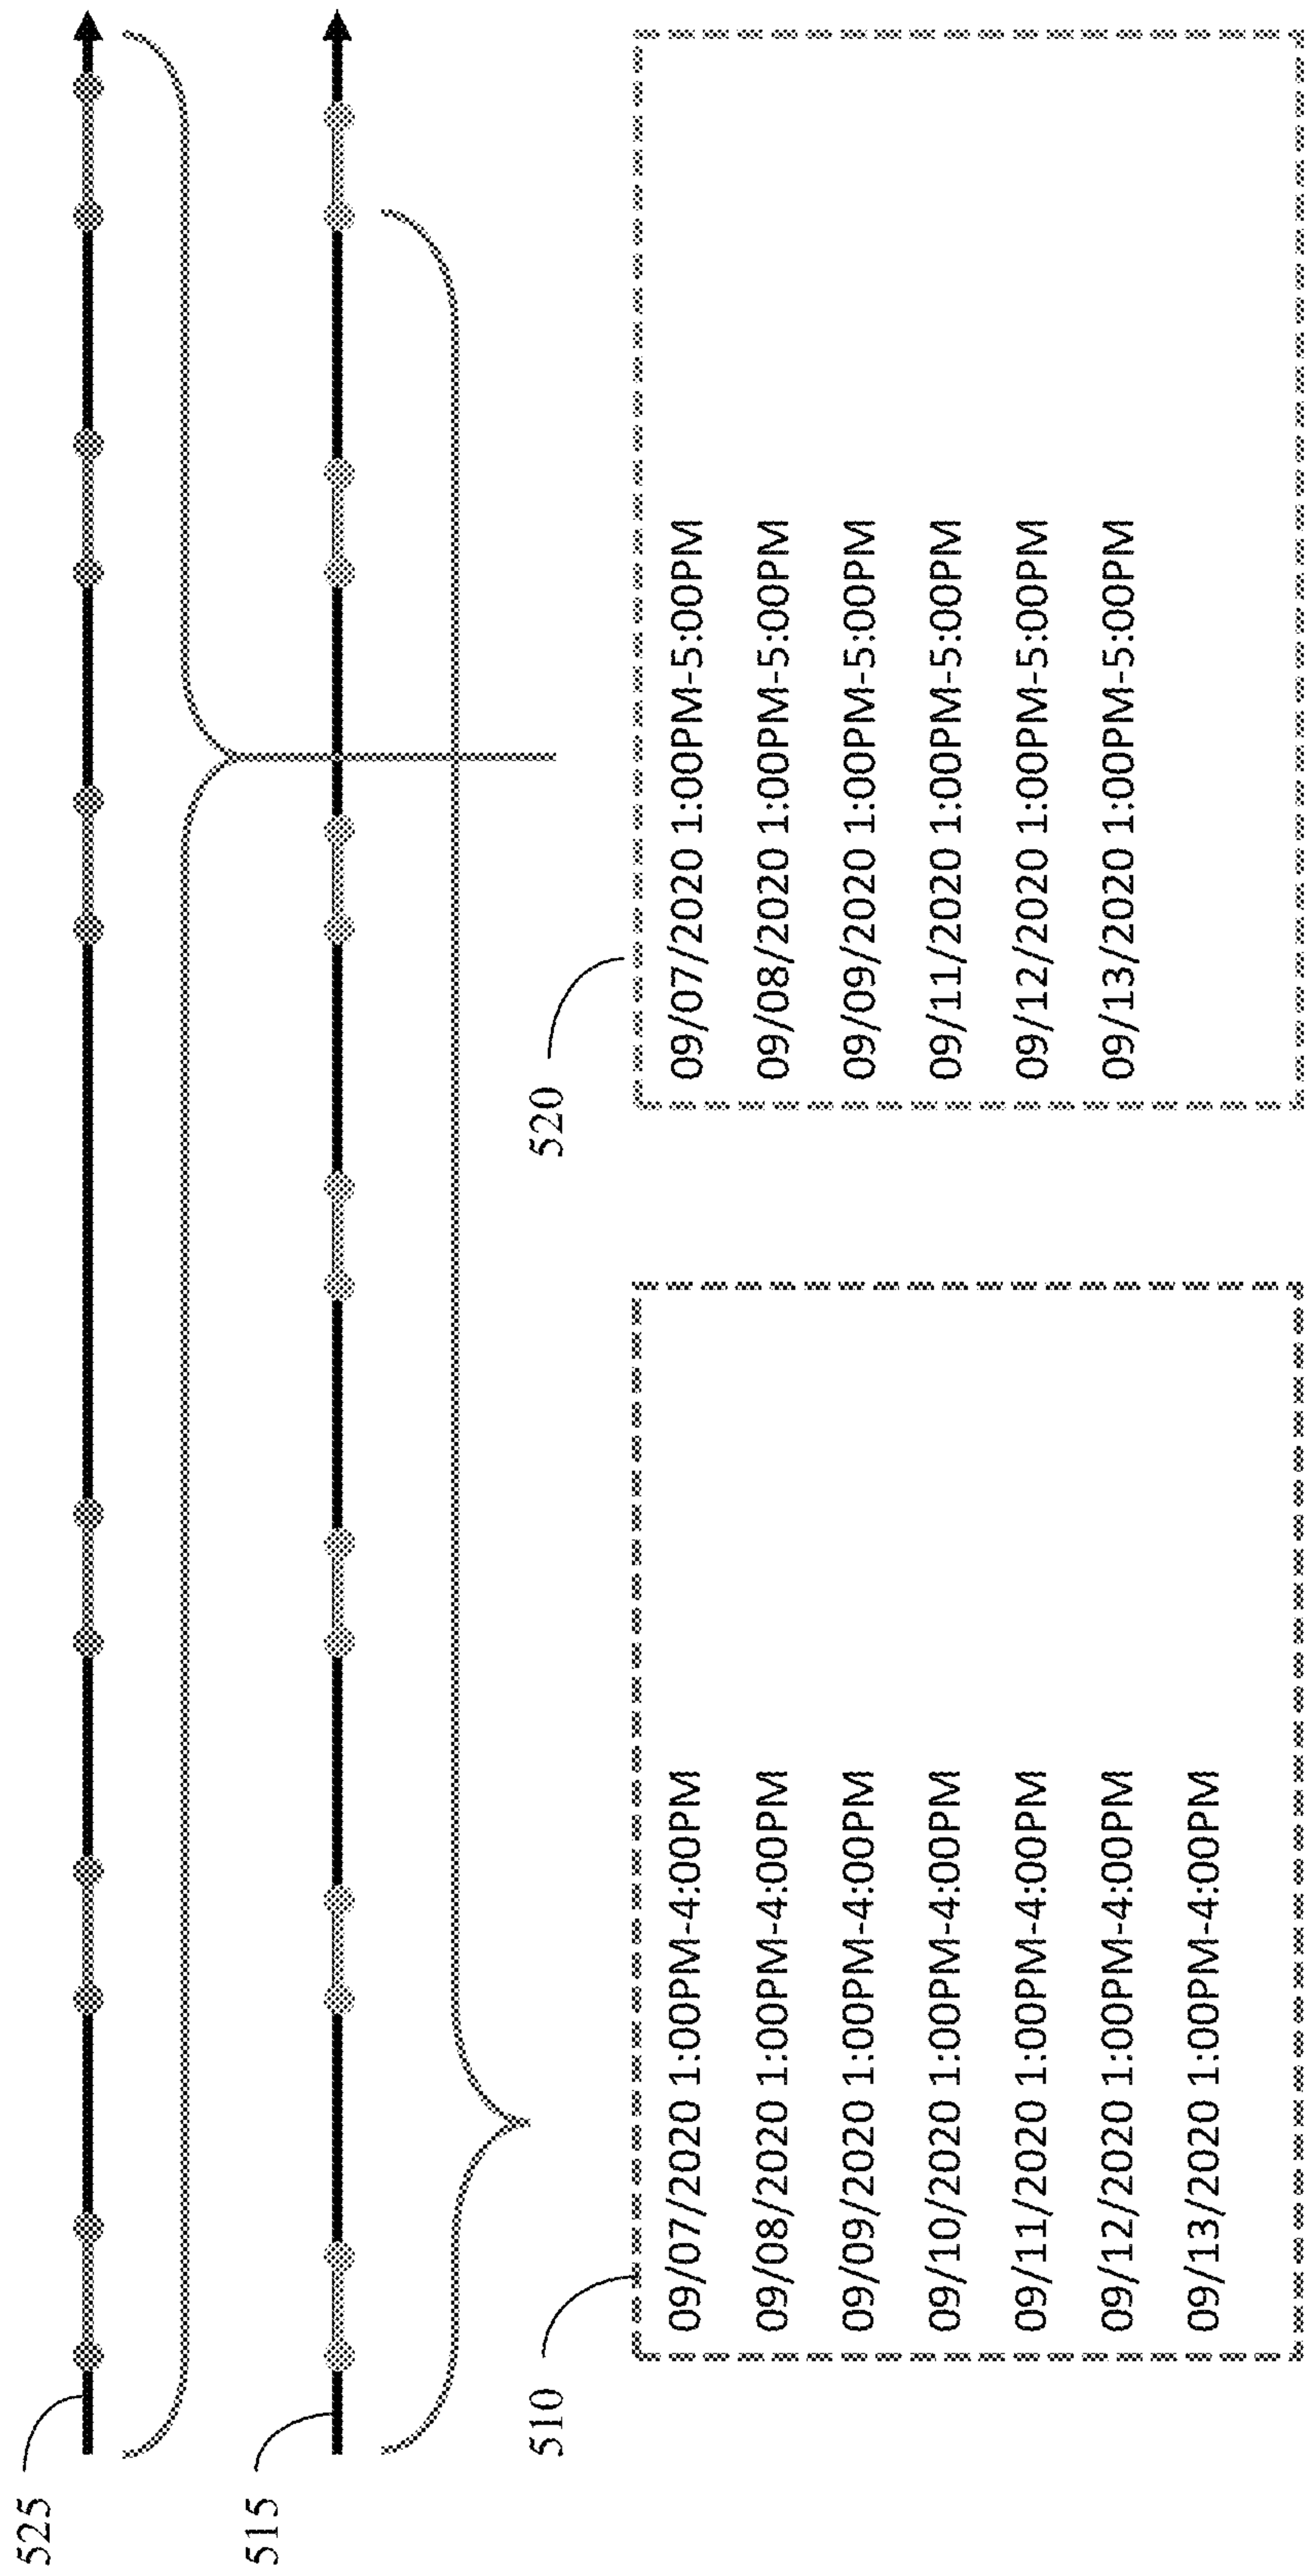 525
515
510
09/07/2020 1:00PM-4:00PM
09/08/2020 1:00PM-4:00PM
09/09/2020 1:00PM-4:00PM
09/10/2020 1:00PM-4:00PM
09/11/2020 1:00PM-4:00PM
09/12/2020 1:00PM-4:00PM
09/13/2020 1:00PM-4:00PM
520
09/07/2020 1:00PM-5:00PM
09/08/2020 1:00PM-5:00PM
09/09/2020 1:00PM-5:00PM
09/11/2020 1:00PM-5:00PM
09/12/2020 1:00PM-5:00PM
09/13/2020 1:00PM-5:00PM